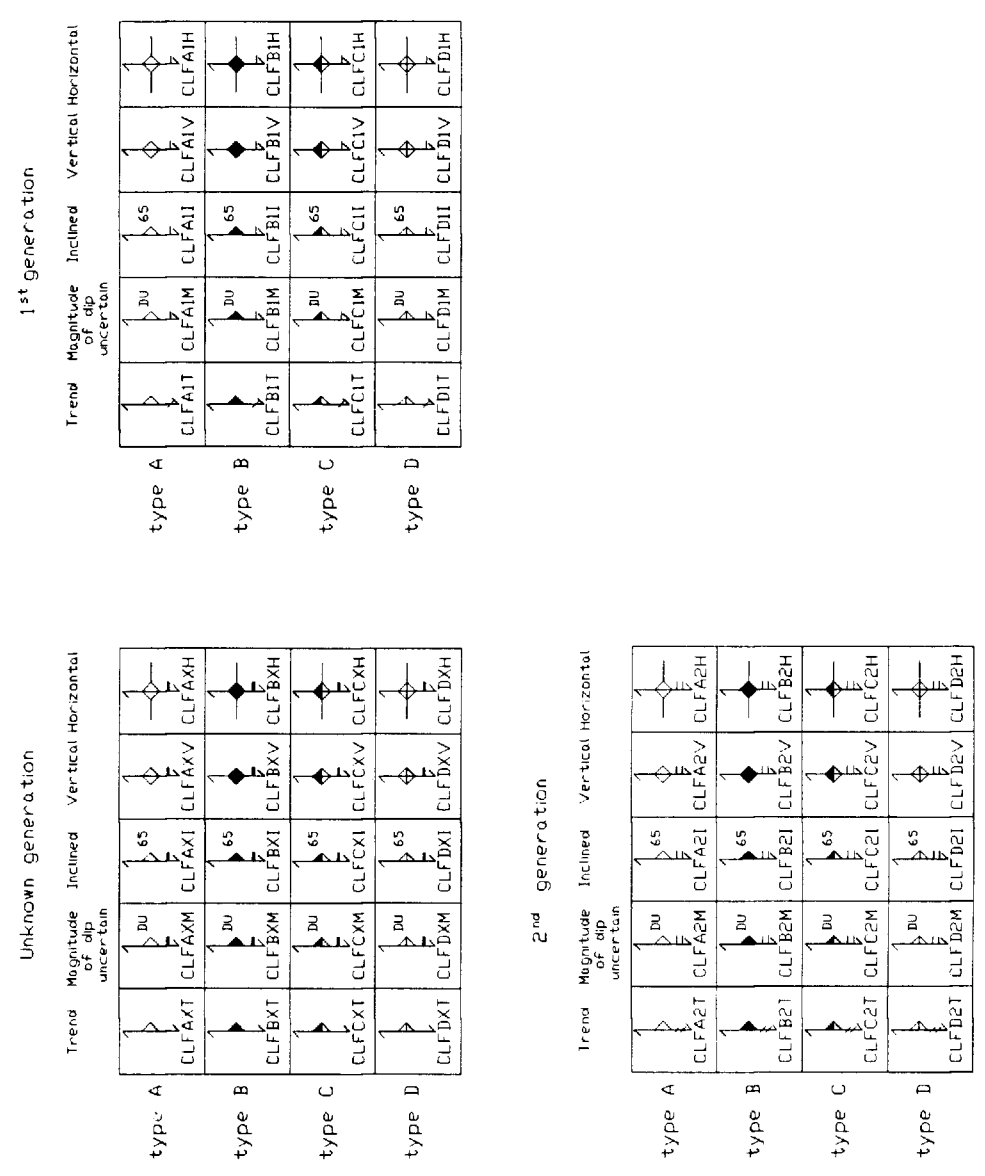 Unknown generation
Trend Magnitude Inclined Vertical Horizontal
of dip
uncertain
type A
CLFAXT CLFAXM CLFAXI CLFAXV CLFAXH
DU 65
type B
CLFBXT CLFBXM CLFBXI CLFBXV CLFBXH
DU 65
type C
CLFCXT CLFCXM CLFCXI CLFCXV CLFCXH
DU 65
type D
CLFDXT CLFDXM CLFDXI CLFDXV CLFDXH
DU 65
1st generation
Trend Magnitude Inclined Vertical Horizontal
of dip
uncertain
type A
CLFA1T CLFA1M CLFA1I CLFA1V CLFA1H
DU 65
type B
CLFB1T CLFB1M CLFB1I CLFB1V CLFB1H
DU 65
type C
CLFC1T CLFC1M CLFC1I CLFC1V CLFC1H
DU 65
type D
CLFD1T CLFD1M CLFD1I CLFD1V CLFD1H
DU 65
2nd generation
Trend Magnitude Inclined Vertical Horizontal
of dip
uncertain
type A
CLFA2T CLFA2M CLFA2I CLFA2V CLFA2H
DU 65
type B
CLFB2T CLFB2M CLFB2I CLFB2V CLFB2H
DU 65
type C
CLFC2T CLFC2M CLFC2I CLFC2V CLFC2H
DU 65
type D
CLFD2T CLFD2M CLFD2I CLFD2V CLFD2H
DU 65